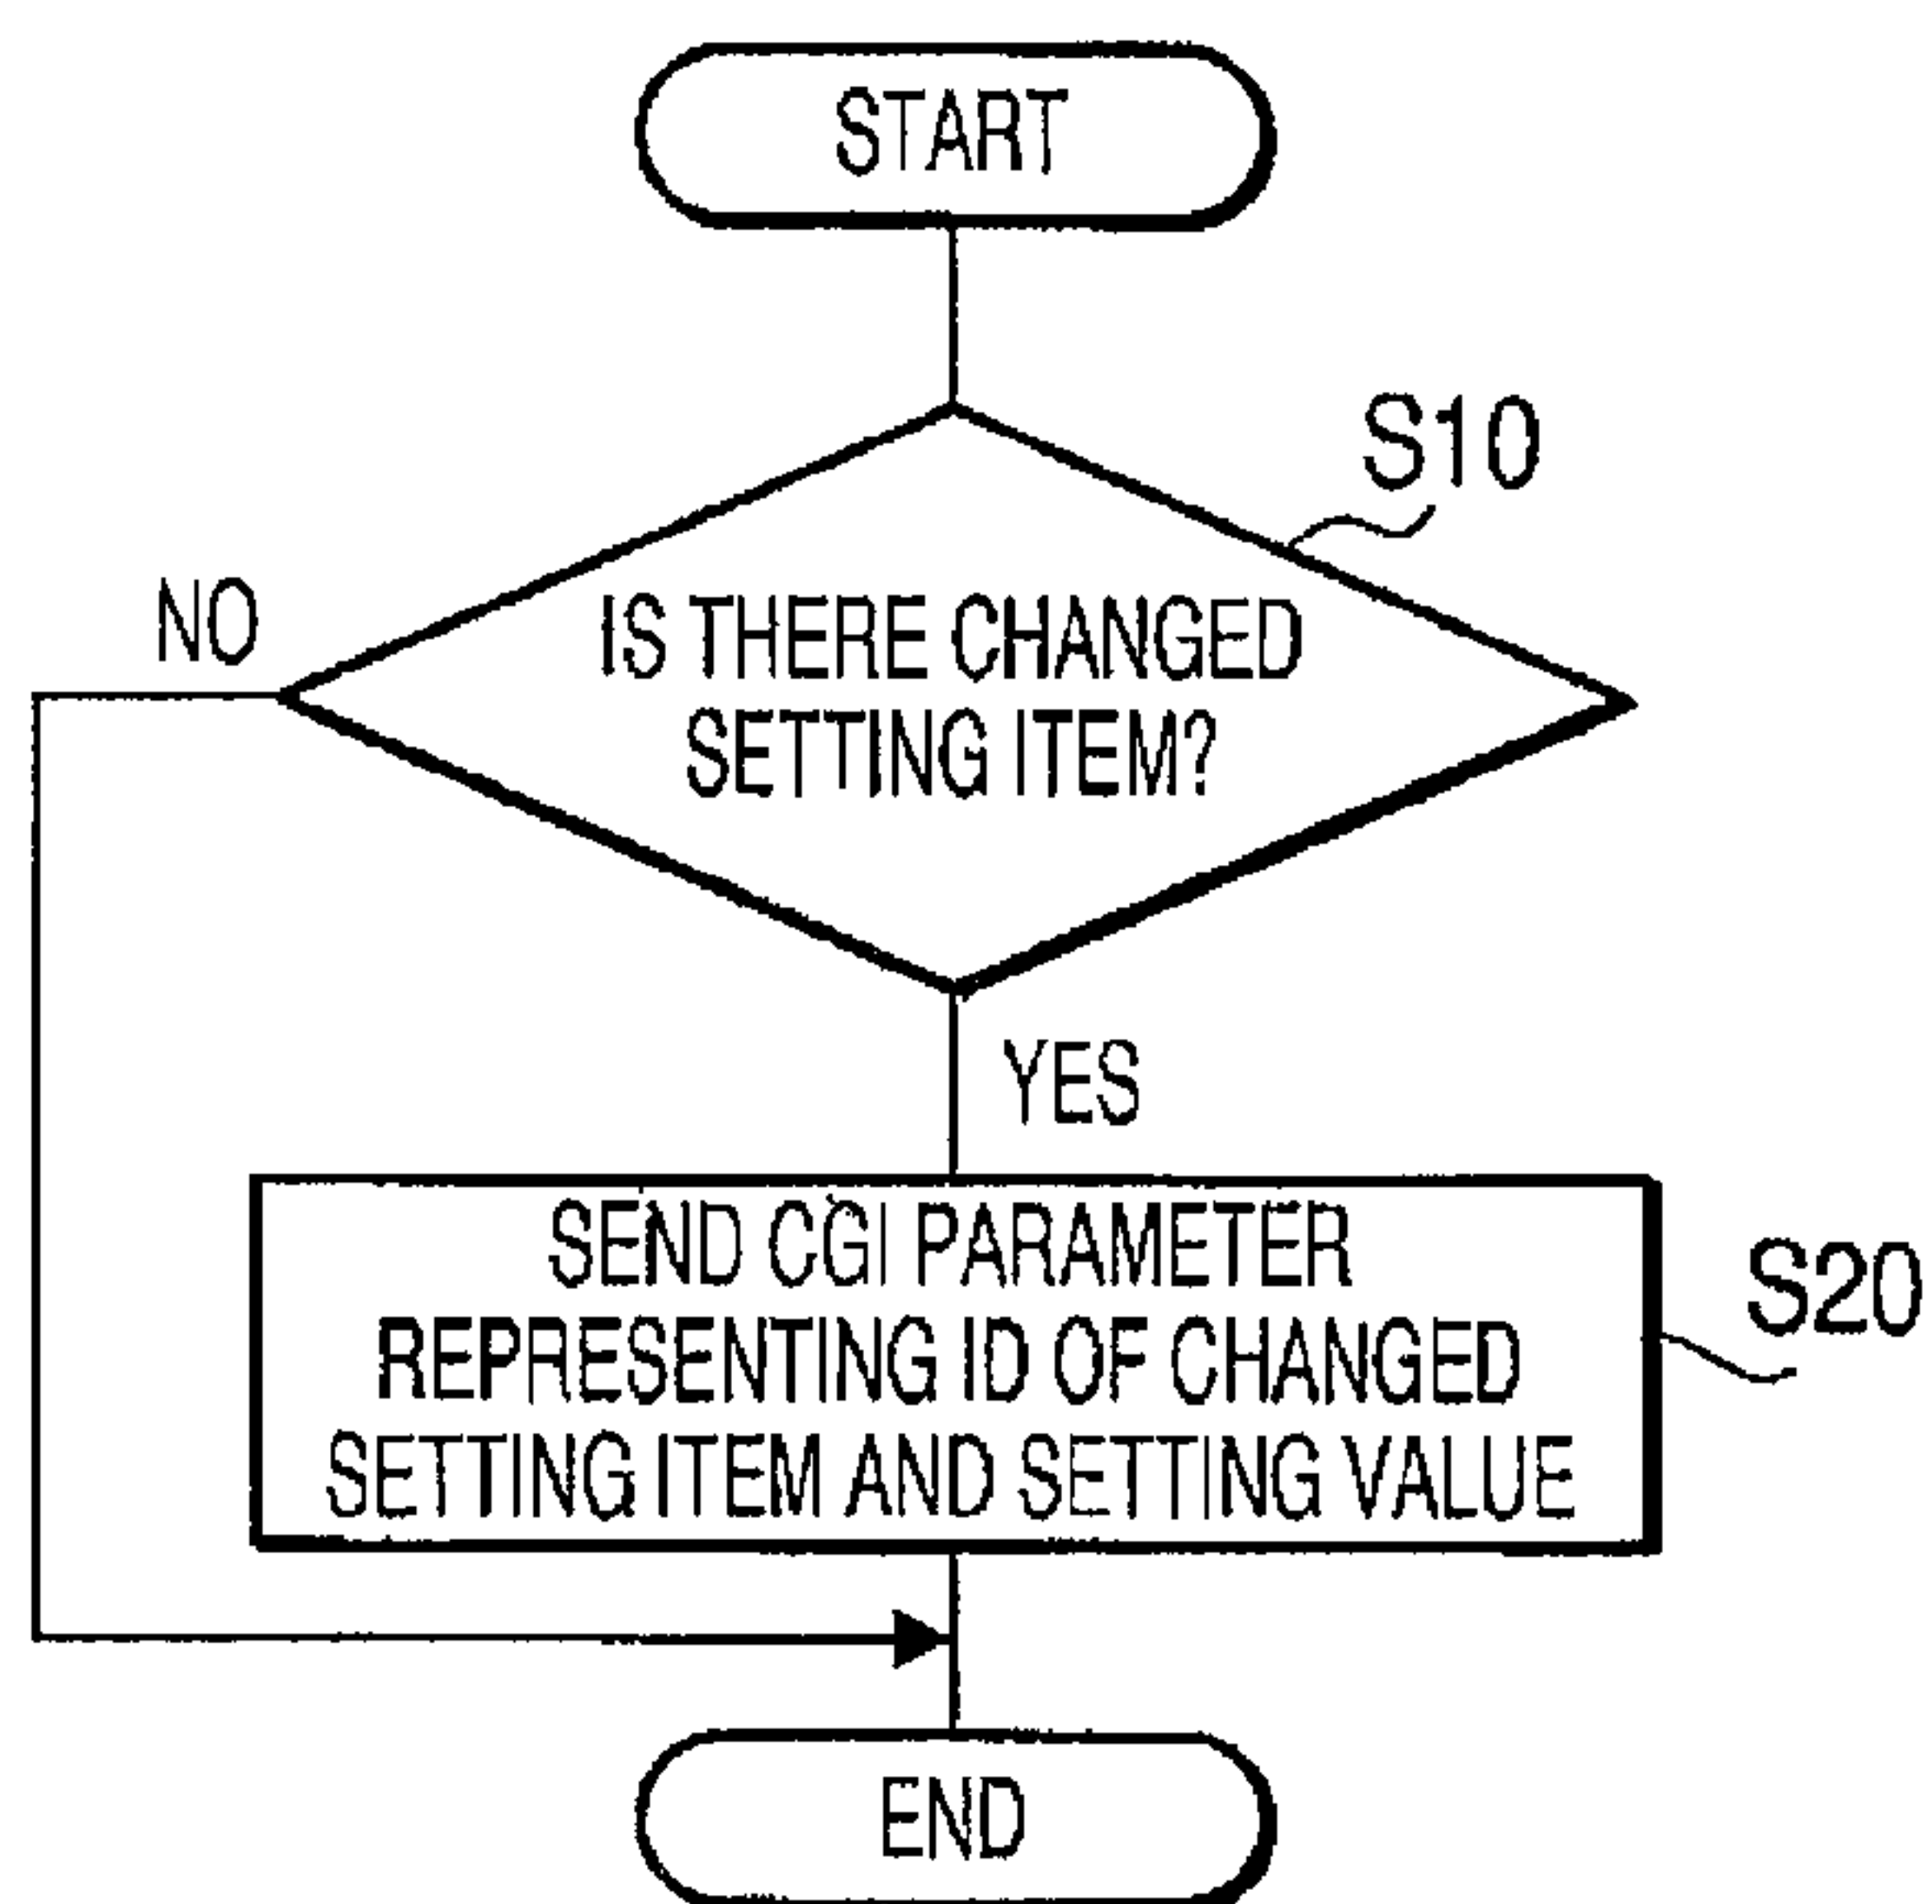 START
S10
NO
IS THERE CHANGED
SETTING ITEM?
YES
SEND CGI PARAMETER
REPRESENTING ID OF CHANGED
SETTING ITEM AND SETTING VALUE
S20
END